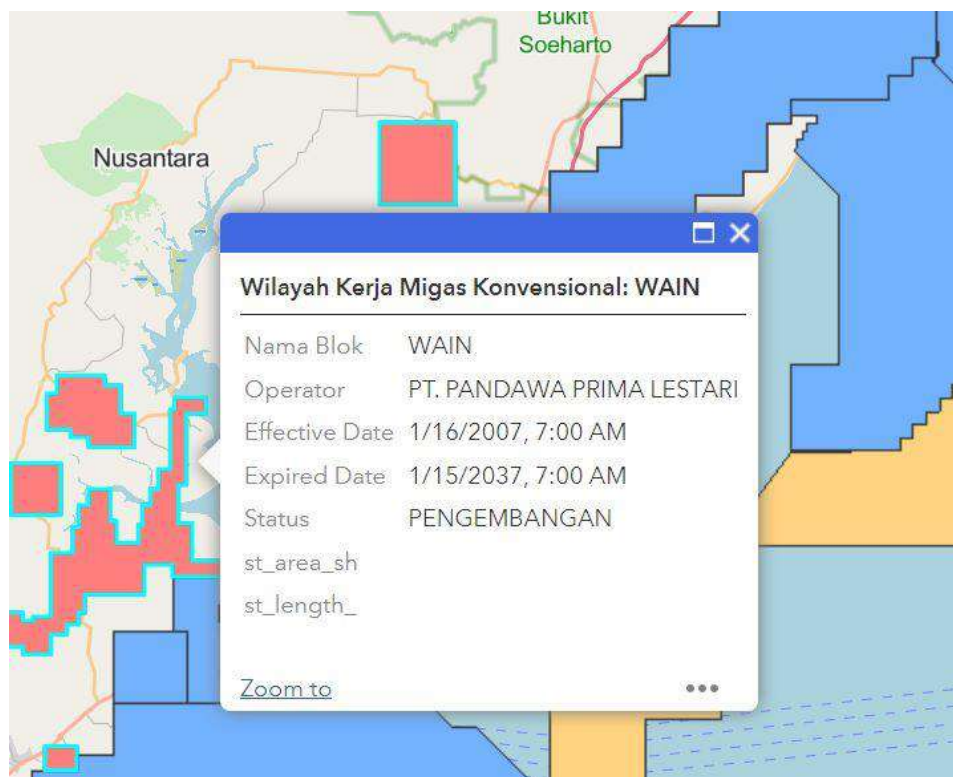 Bukit
Soeharto
Nusantara
Wilayah Kerja Migas Konvensional: WAIN
Nama Blok WAIN
Operator PT. PANDAWA PRIMA LESTARI
Effective Date 1/16/2007, 7:00 AM
Expired Date 1/15/2037, 7:00 AM
Status PENGEMBANGAN
st_area_sh
st_length_
Zoom to